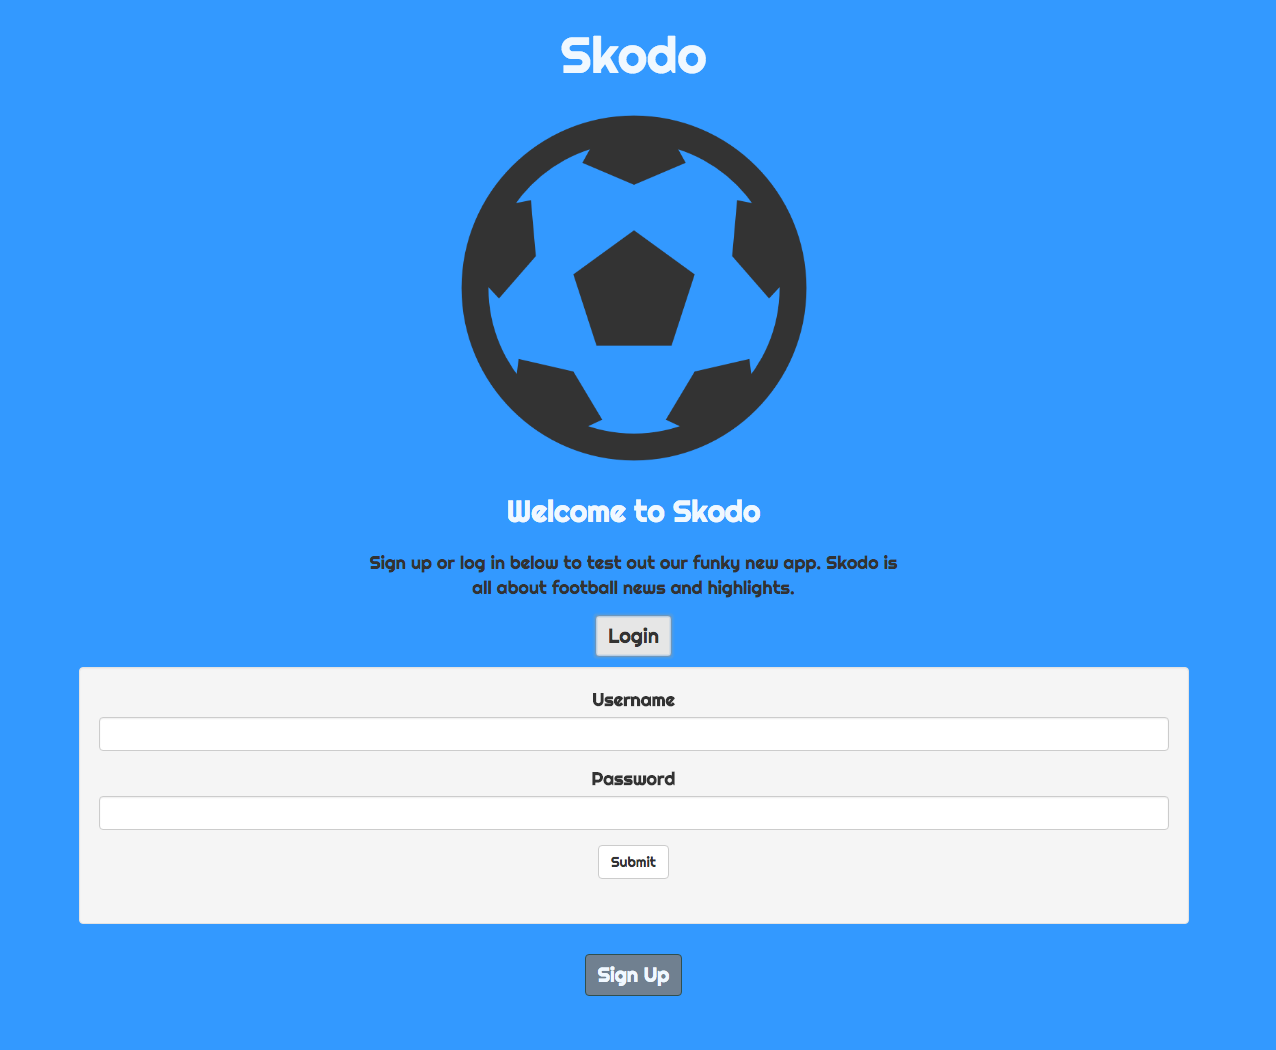 Skodo
Welcome to Skodo
Sign up or log in below to test out our funky new app. Skodo is
all about football news and highlights.
Login
Username
Password
Submit
Sign Up